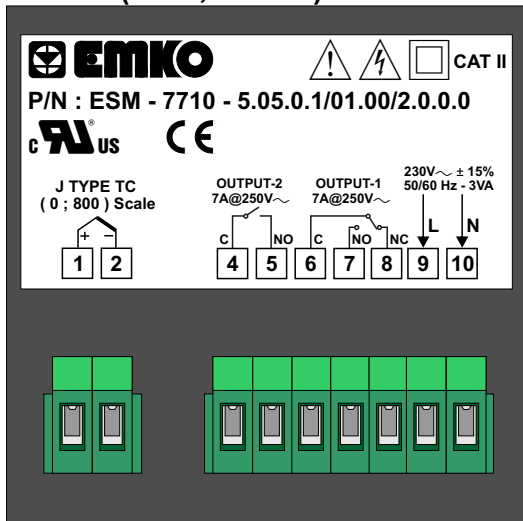 EMKO
CAT II
P/N : ESM - 7710 - 5.05.0.1/01.00/2.0.0.0
c RU ® US CE
J TYPE TC
( 0 ; 800 ) Scale
OUTPUT-2
7A@250V～
OUTPUT-1
7A@250V～
230V～ ± 15%
50/60 Hz - 3VA
+ -
C NO C NO NC L N
1 2 4 5 6 7 8 9 10